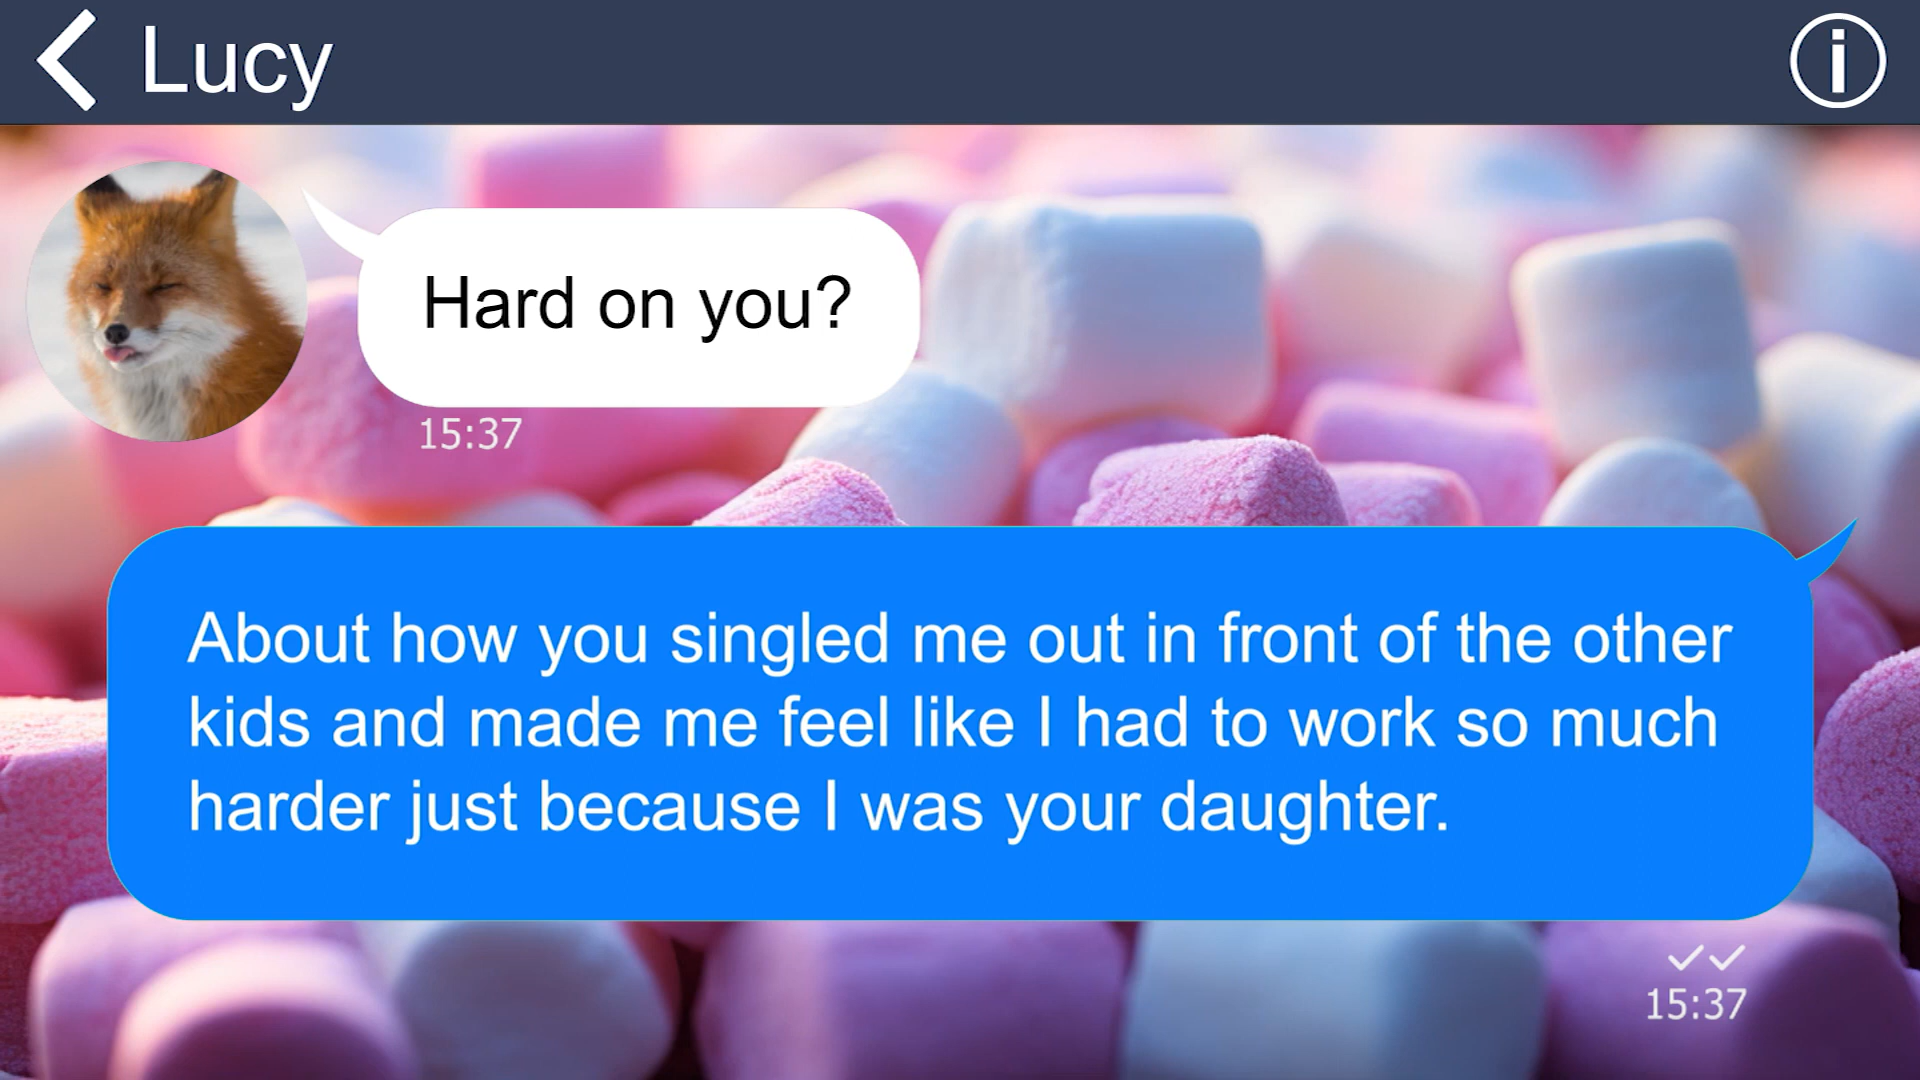 Lucy
Hard on you?
15:37
About how you singled me out in front of the other
kids and made me feel like I had to work so much
harder just because I was your daughter.
15:37